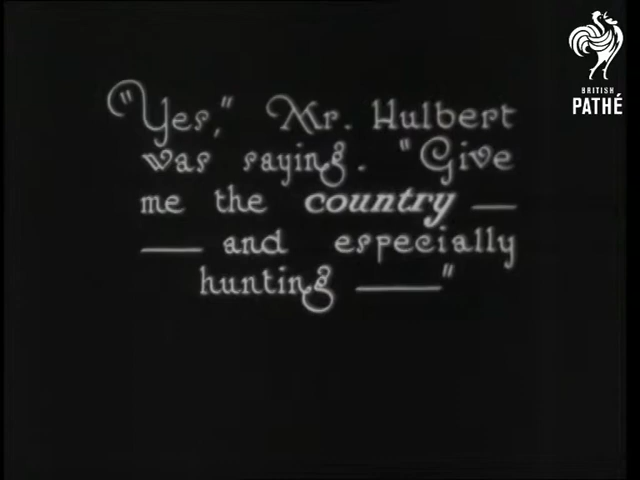 "Yes," Mr. Hulbert
was saying. "Give
me the country —
— and especially
hunting —"
BRITISH
PATHÉ